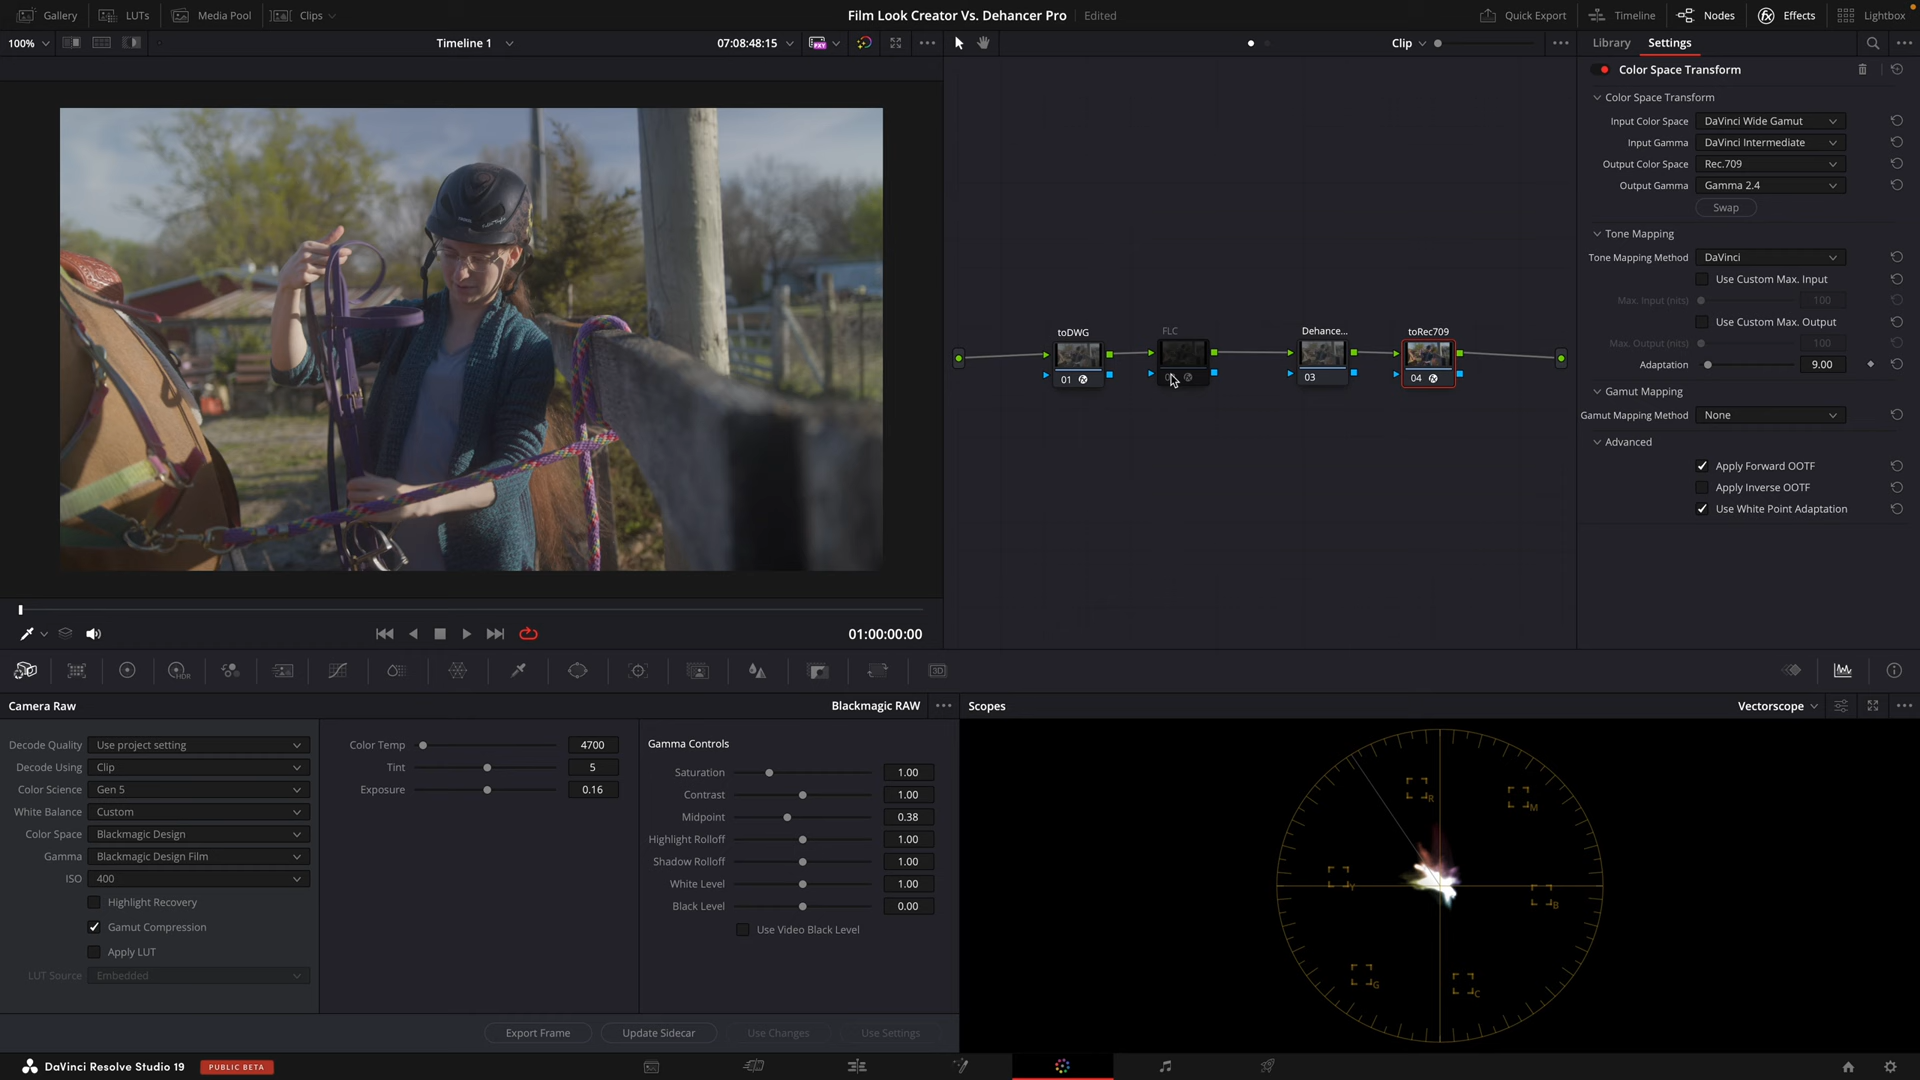 Gallery LUTs Media Pool Clips Film Look Creator Vs. Dehancer Pro Edited Quick Export Timeline Nodes Effects Lightbox
100% Timeline 1 07:08:48:15 Clip Library Settings
Color Space Transform
Color Space Transform
Input Color Space DaVinci Wide Gamut
Input Gamma DaVinci Intermediate
Output Color Space Rec.709
Output Gamma Gamma 2.4
Swap
Tone Mapping
Tone Mapping Method DaVinci
Use Custom Max. Input
Max. Input (nits) 100
Use Custom Max. Output
Max. Output (nits) 100
Adaptation 9.00
Gamut Mapping
Gamut Mapping Method None
Advanced
Apply Forward OOTF
Apply Inverse OOTF
Use White Point Adaptation
toDWG FLC Dehance... toRec709
01 03 04
01:00:00:00
HDR 3D
Camera Raw Blackmagic RAW Scopes Vectorscope
Decode Quality Use project setting
Decode Using Clip
Color Science Gen 5
White Balance Custom
Color Space Blackmagic Design
Gamma Blackmagic Design Film
ISO 400
Highlight Recovery
Gamut Compression
Apply LUT
LUT Source Embedded
Color Temp 4700
Tint 5
Exposure 0.16
Gamma Controls
Saturation 1.00
Contrast 1.00
Midpoint 0.38
Highlight Rolloff 1.00
Shadow Rolloff 1.00
White Level 1.00
Black Level 0.00
Use Video Black Level
R M
Y B
G C
Export Frame Update Sidecar Use Changes Use Settings
DaVinci Resolve Studio 19 PUBLIC BETA